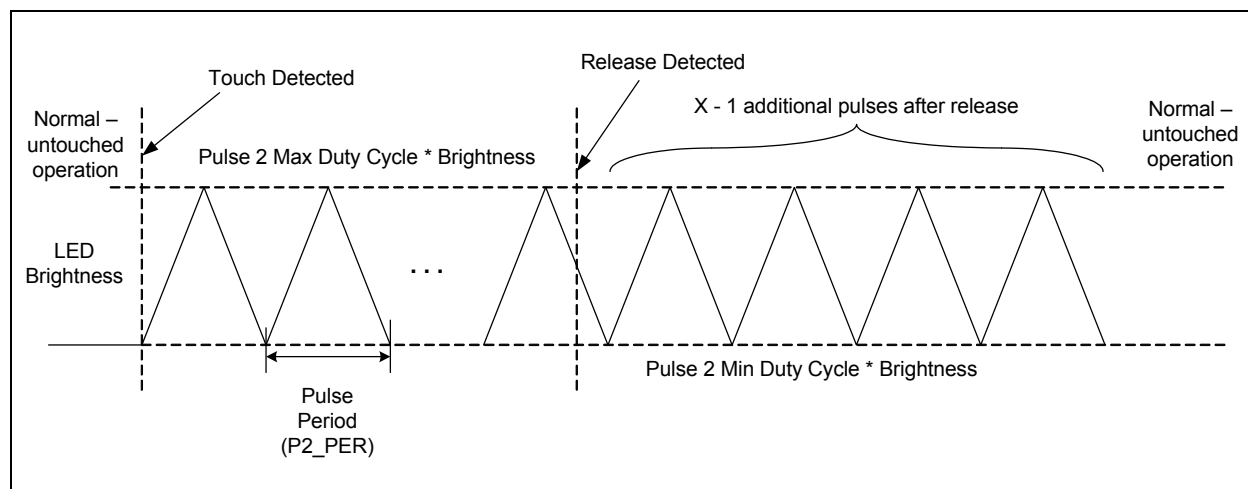 Touch Detected
Release Detected
X - 1 additional pulses after release
Normal –
untouched
operation
Normal –
untouched
operation
Pulse 2 Max Duty Cycle * Brightness
LED
Brightness
. . .
Pulse 2 Min Duty Cycle * Brightness
Pulse
Period
(P2_PER)